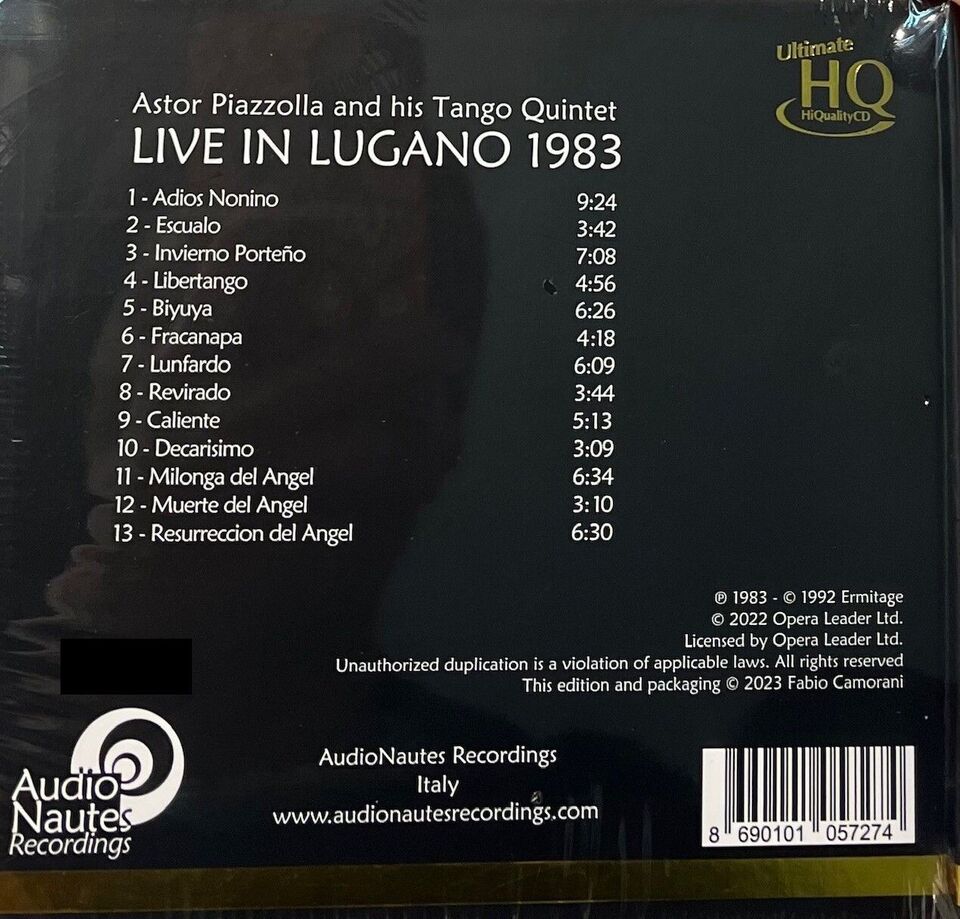 Ultimate
HQ
HiQualityCD
Astor Piazzolla and his Tango Quintet
LIVE IN LUGANO 1983
1 - Adios Nonino 9:24
2 - Escualo 3:42
3 - Invierno Porteño 7:08
4 - Libertango 4:56
5 - Biyuya 6:26
6 - Fracanapa 4:18
7 - Lunfardo 6:09
8 - Revirado 3:44
9 - Caliente 5:13
10 - Decarisimo 3:09
11 - Milonga del Angel 6:34
12 - Muerte del Angel 3:10
13 - Resurreccion del Angel 6:30
℗ 1983 - © 1992 Ermitage
© 2022 Opera Leader Ltd.
Licensed by Opera Leader Ltd.
Unauthorized duplication is a violation of applicable laws. All rights reserved
This edition and packaging © 2023 Fabio Camorani
Audio
Nautes
Recordings
AudioNautes Recordings
Italy
www.audionautesrecordings.com
8 690101 057274